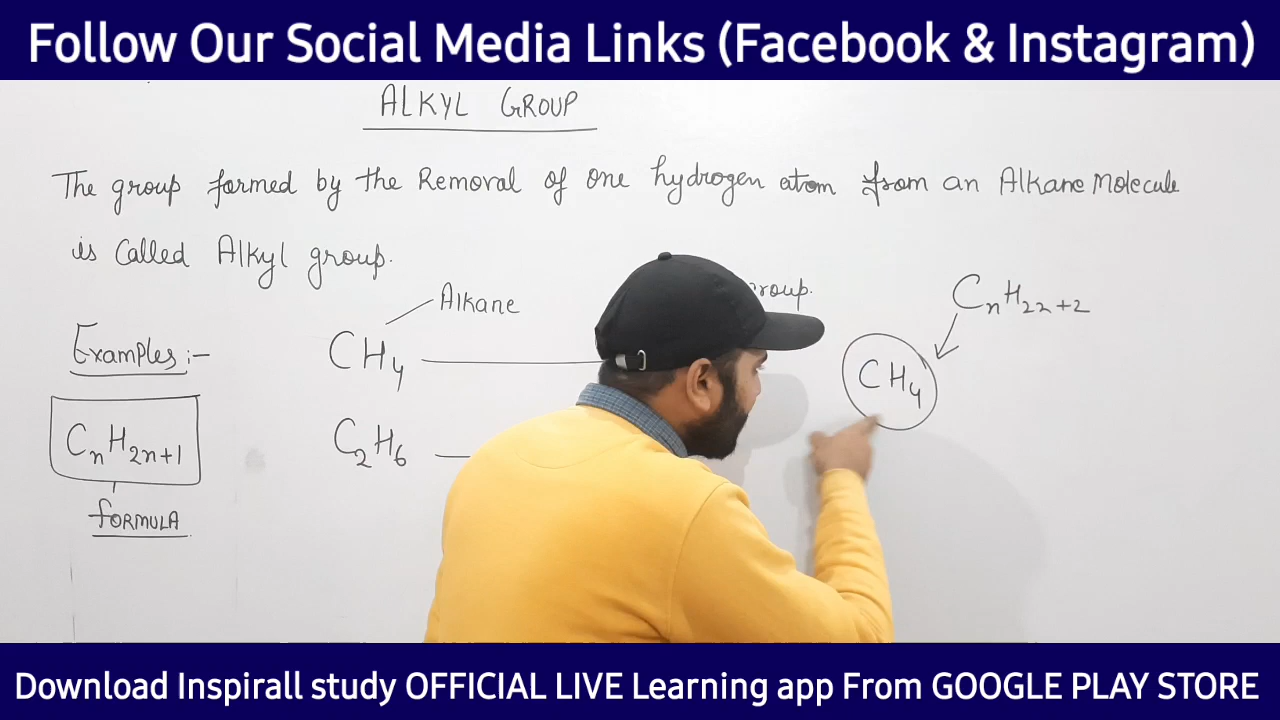 Follow Our Social Media Links (Facebook & Instagram)
ALKYL GROUP
The group formed by the Removal of one hydrogen atom from an Alkane Molecule
is Called Alkyl group.
Alkane
CnH2n+2
Examples :-
CH4
CH4
CnH2n+1
C2H6
FORMULA
Download Inspirall study OFFICIAL LIVE Learning app From GOOGLE PLAY STORE